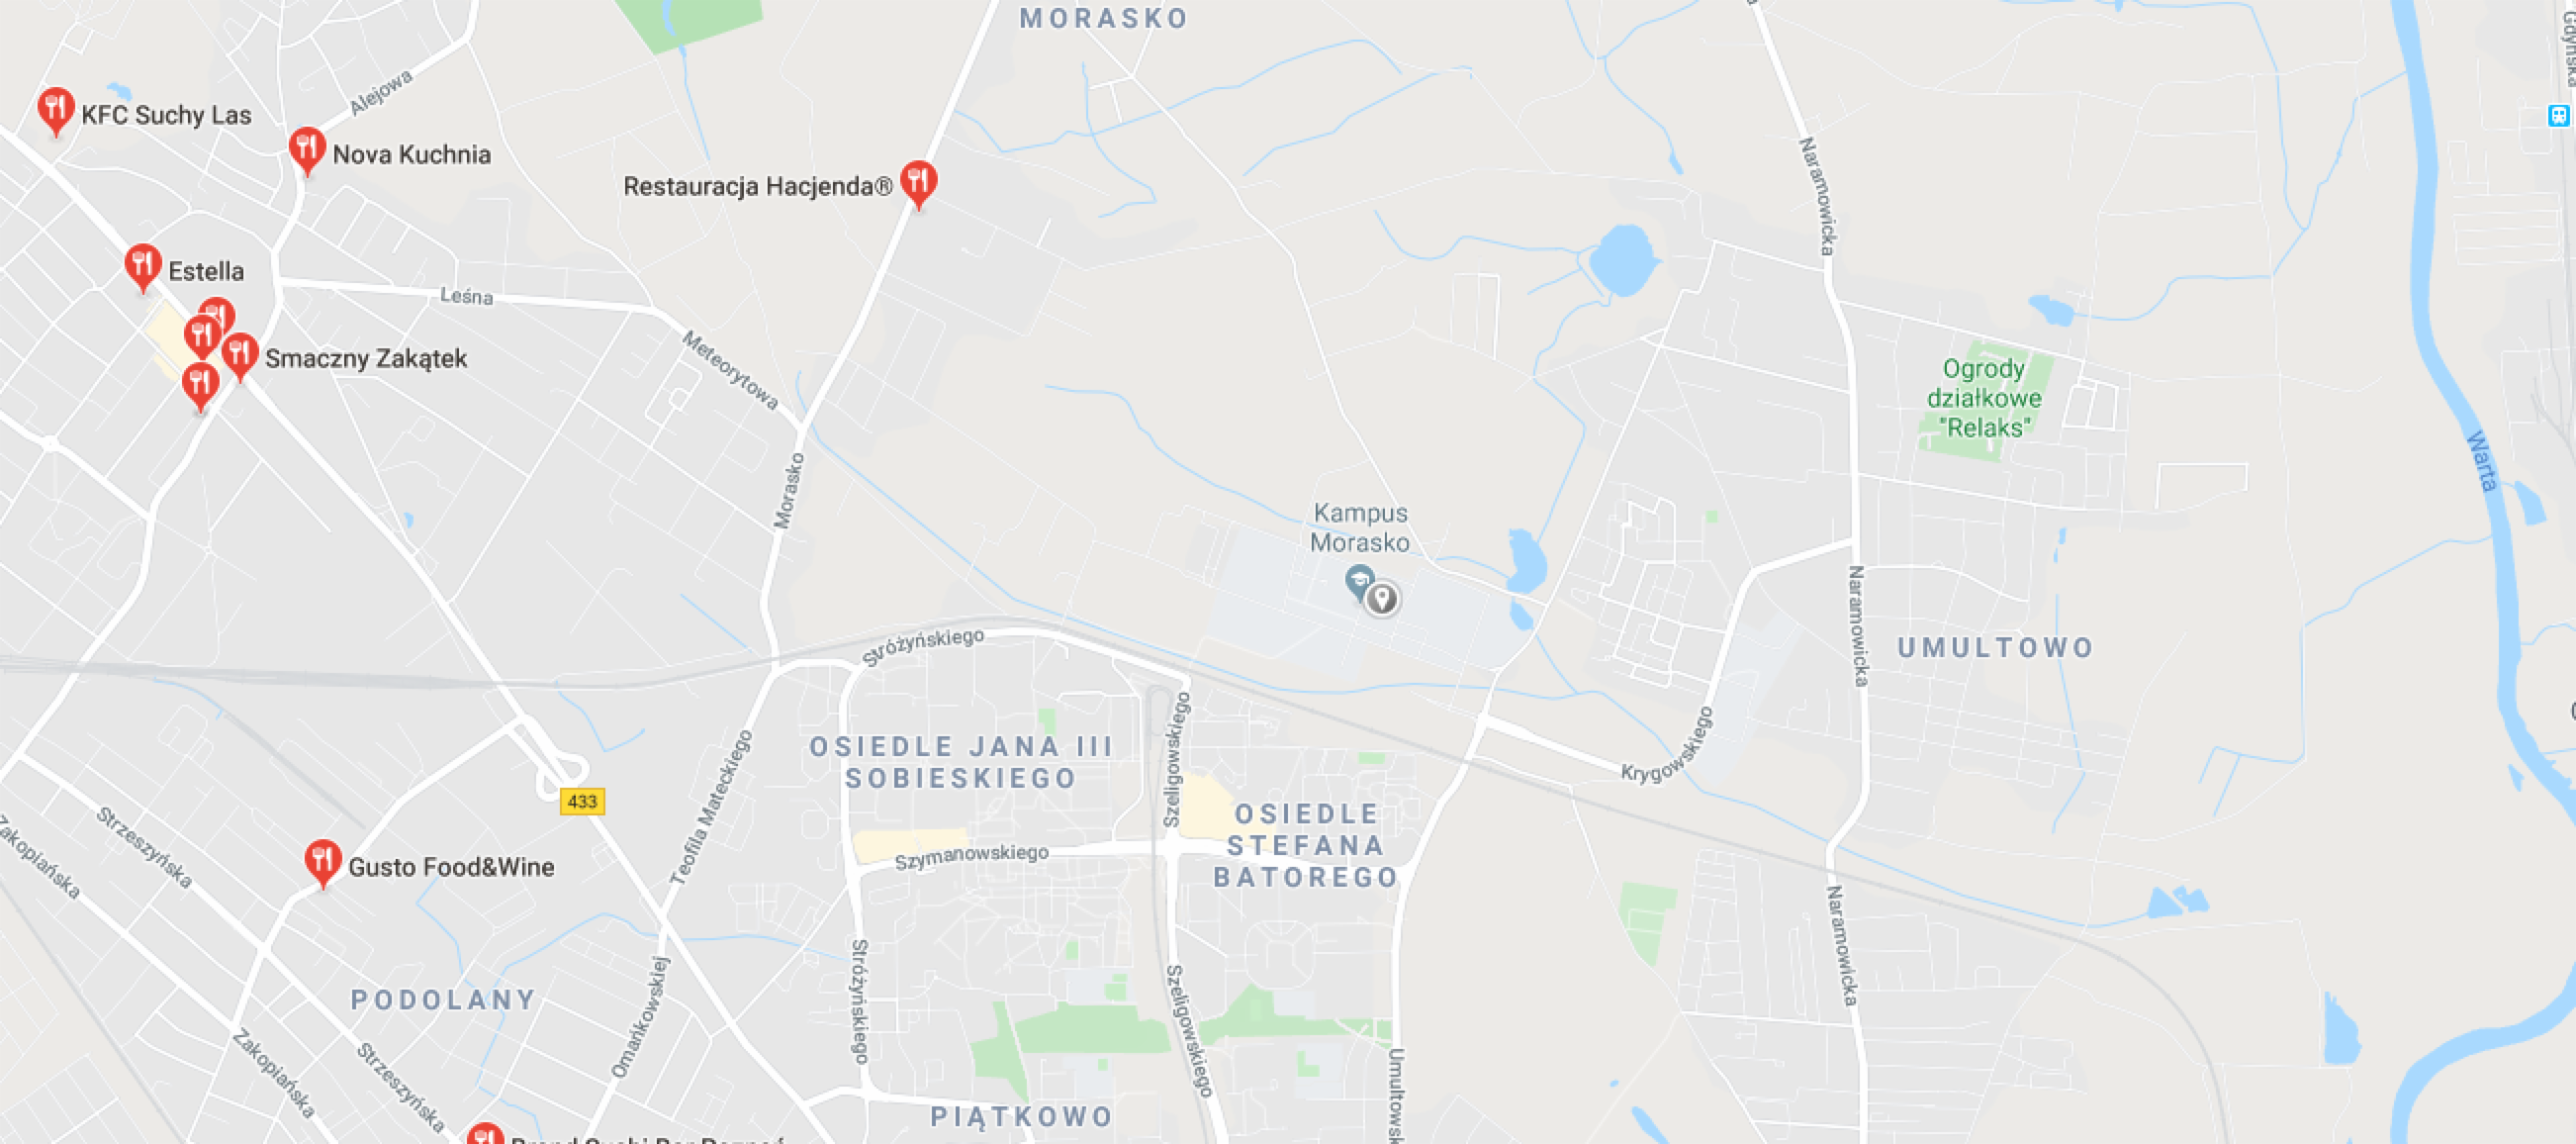 MORASKO
Gdyńska
Alejowa
KFC Suchy Las
Nova Kuchnia
Restauracja Hacjenda®
Naramowicka
Estella
Leśna
Smaczny Zakątek
Meteorytowa
Ogrody
działkowe
"Relaks"
Warta
Morasko
Kampus
Morasko
Naramowicka
Stróżyńskiego
UMULTOWO
Szeligowskiego
Krygowskiego
OSIEDLE JANA III
SOBIESKIEGO
Teofila Mateckiego
433
OSIEDLE
STEFANA
BATOREGO
Szymanowskiego
Strzeszyńska
Zakopiańska
Gusto Food&Wine
Naramowicka
Stróżyńskiego
Szeligowskiego
Omańkowskiej
PODOLANY
Zakopiańska
Strzeszyńska
PIĄTKOWO